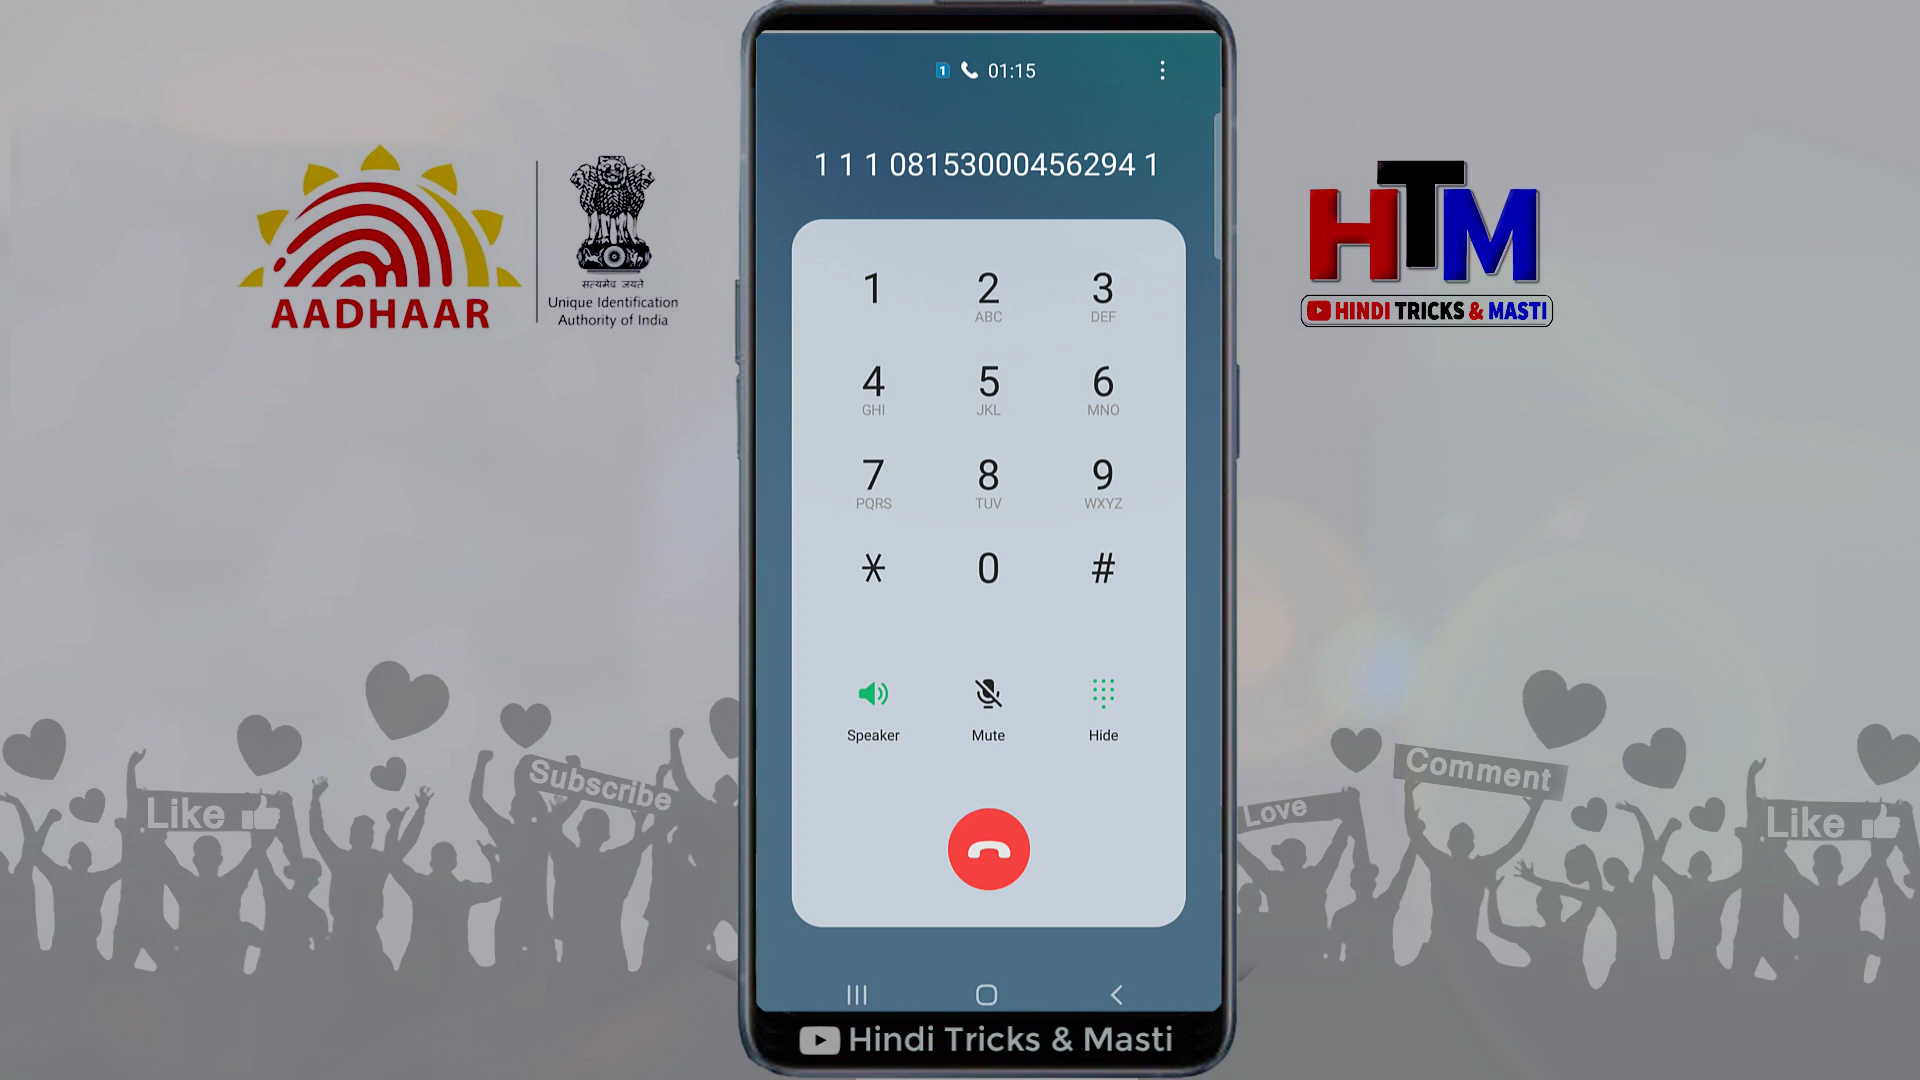 1 01:15
1 1 1 08153000456294 1
AADHAAR
सत्यमेव जयते
Unique Identification
Authority of India
HTM
HINDI TRICKS & MASTI
1
2
ABC
3
DEF
4
GHI
5
JKL
6
MNO
7
PQRS
8
TUV
9
WXYZ
*
0
#
Speaker
Mute
Hide
Like
Subscribe
Love
Comment
Like
Hindi Tricks & Masti